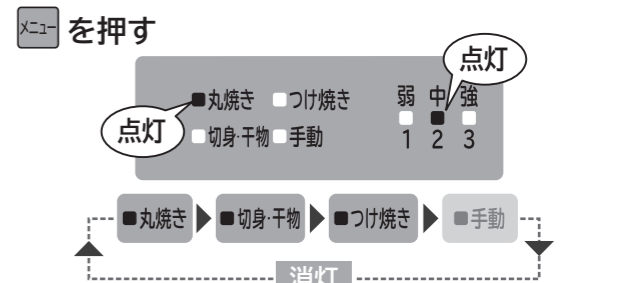 メニュー を押す
点灯
■丸焼き □つけ焼き 弱 中 強
点灯
□切身・干物 □手動 1 2 3
■丸焼き ▶ ■切身・干物 ▶ ■つけ焼き ▶ ■手動
消灯